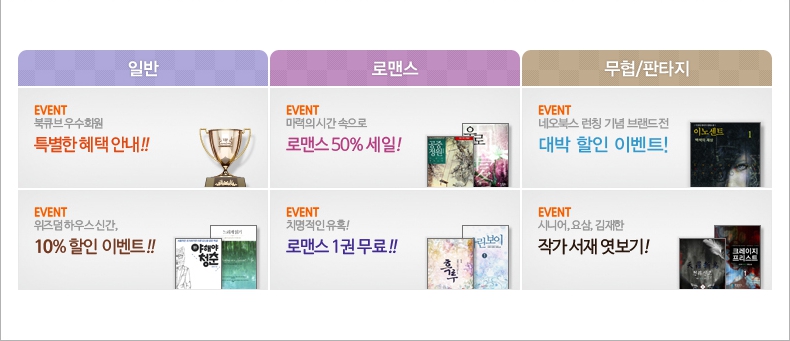 일반
로맨스
무협/판타지
EVENT
북큐브 우수회원
특별한 혜택 안내!!
EVENT
마력의 시간 속으로
로맨스 50% 세일!
EVENT
네오북스 런칭 기념 브랜드전
대박 할인 이벤트!
이노센트
1
EVENT
위즈덤 하우스 신간,
10% 할인 이벤트!!
야해야
청춘
EVENT
치명적인 유혹!
로맨스 1권 무료!!
흑루
1
EVENT
시니어, 요삼, 김재한
작가 서재 엿보기!
크레이지
프리스트
1